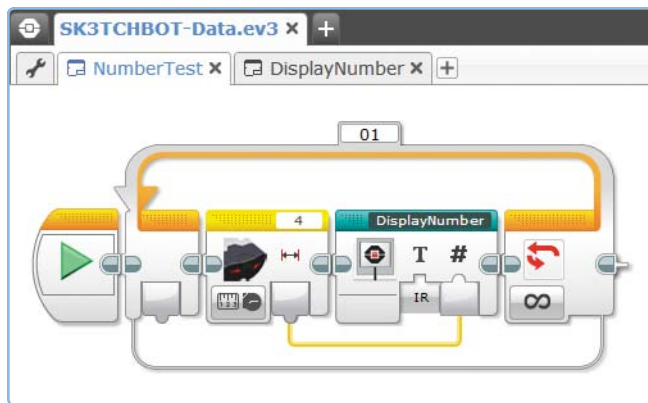 SK3TCHBOT-Data.ev3
NumberTest DisplayNumber
01
4 DisplayNumber
T #
IR